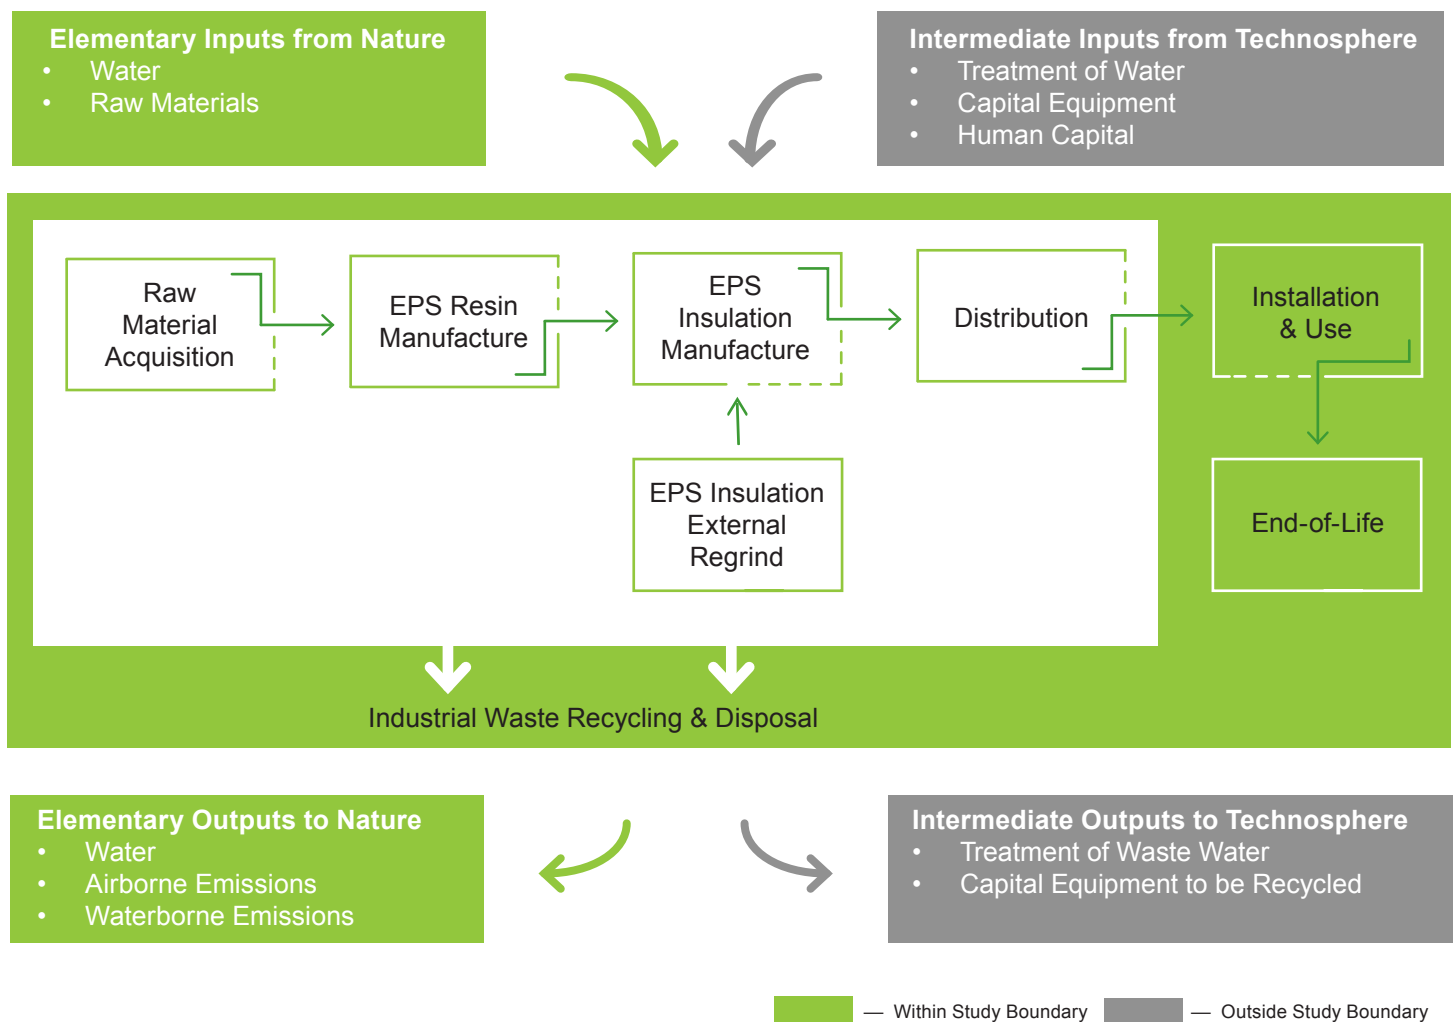 Elementary Inputs from Nature
• Water
• Raw Materials
Intermediate Inputs from Technosphere
• Treatment of Water
• Capital Equipment
• Human Capital
Raw
Material
Acquisition
EPS Resin
Manufacture
EPS
Insulation
Manufacture
Distribution
Installation
& Use
EPS Insulation
External
Regrind
End-of-Life
Industrial Waste Recycling & Disposal
Elementary Outputs to Nature
• Water
• Airborne Emissions
• Waterborne Emissions
Intermediate Outputs to Technosphere
• Treatment of Waste Water
• Capital Equipment to be Recycled
— Within Study Boundary
— Outside Study Boundary